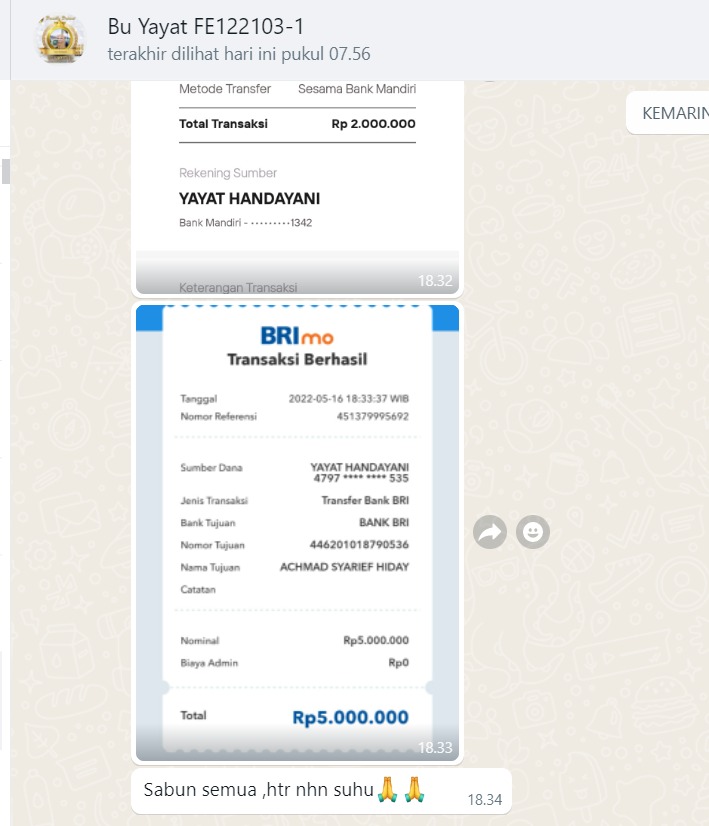 Bu Yayat FE122103-1
terakhir dilihat hari ini pukul 07.56
KEMARIN
Metode Transfer Sesama Bank Mandiri
Total Transaksi Rp 2.000.000
Rekening Sumber
YAYAT HANDAYANI
Bank Mandiri - ·········1342
Keterangan Transaksi
18.32
BRImo
Transaksi Berhasil
Tanggal 2022-05-16 18:33:37 WIB
Nomor Referensi 451379995692
Sumber Dana YAYAT HANDAYANI
4797 **** **** 535
Jenis Transaksi Transfer Bank BRI
Bank Tujuan BANK BRI
Nomor Tujuan 446201018790536
Nama Tujuan ACHMAD SYARIEF HIDAY
Catatan
Nominal Rp5.000.000
Biaya Admin Rp0
Total Rp5.000.000
18.33
Sabun semua ,htr nhn suhu🙏🙏
18.34